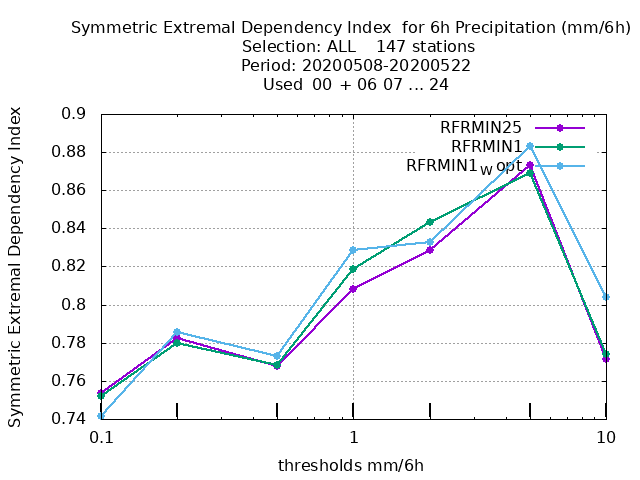 Symmetric Extremal Dependency Index  for 6h Precipitation (mm/6h)
Selection: ALL    147 stations
Period: 20200508-20200522
Used  00 + 06 07 ... 24
RFRMIN25
RFRMIN1
RFRMIN1W opt
Symmetric Extremal Dependency Index
0.9
0.88
0.86
0.84
0.82
0.8
0.78
0.76
0.74
0.1
1
10
thresholds mm/6h